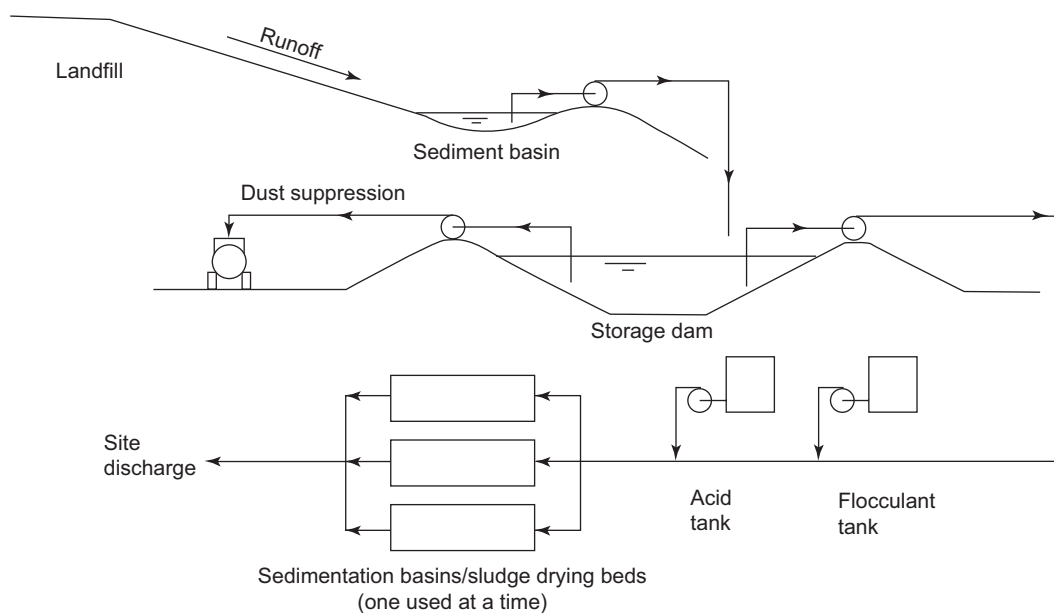 Runoff
Landfill
Sediment basin
Dust suppression
Storage dam
Site
discharge
Acid
tank
Flocculant
tank
Sedimentation basins/sludge drying beds
(one used at a time)